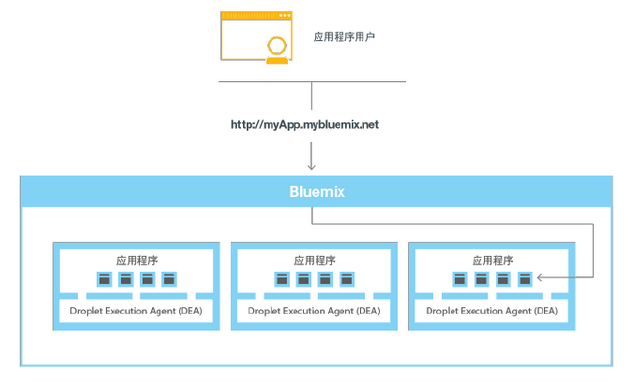 应用程序用户
http://myApp.mybluemix.net
Bluemix
应用程序
应用程序
应用程序
Droplet Execution Agent (DEA)
Droplet Execution Agent (DEA)
Droplet Execution Agent (DEA)